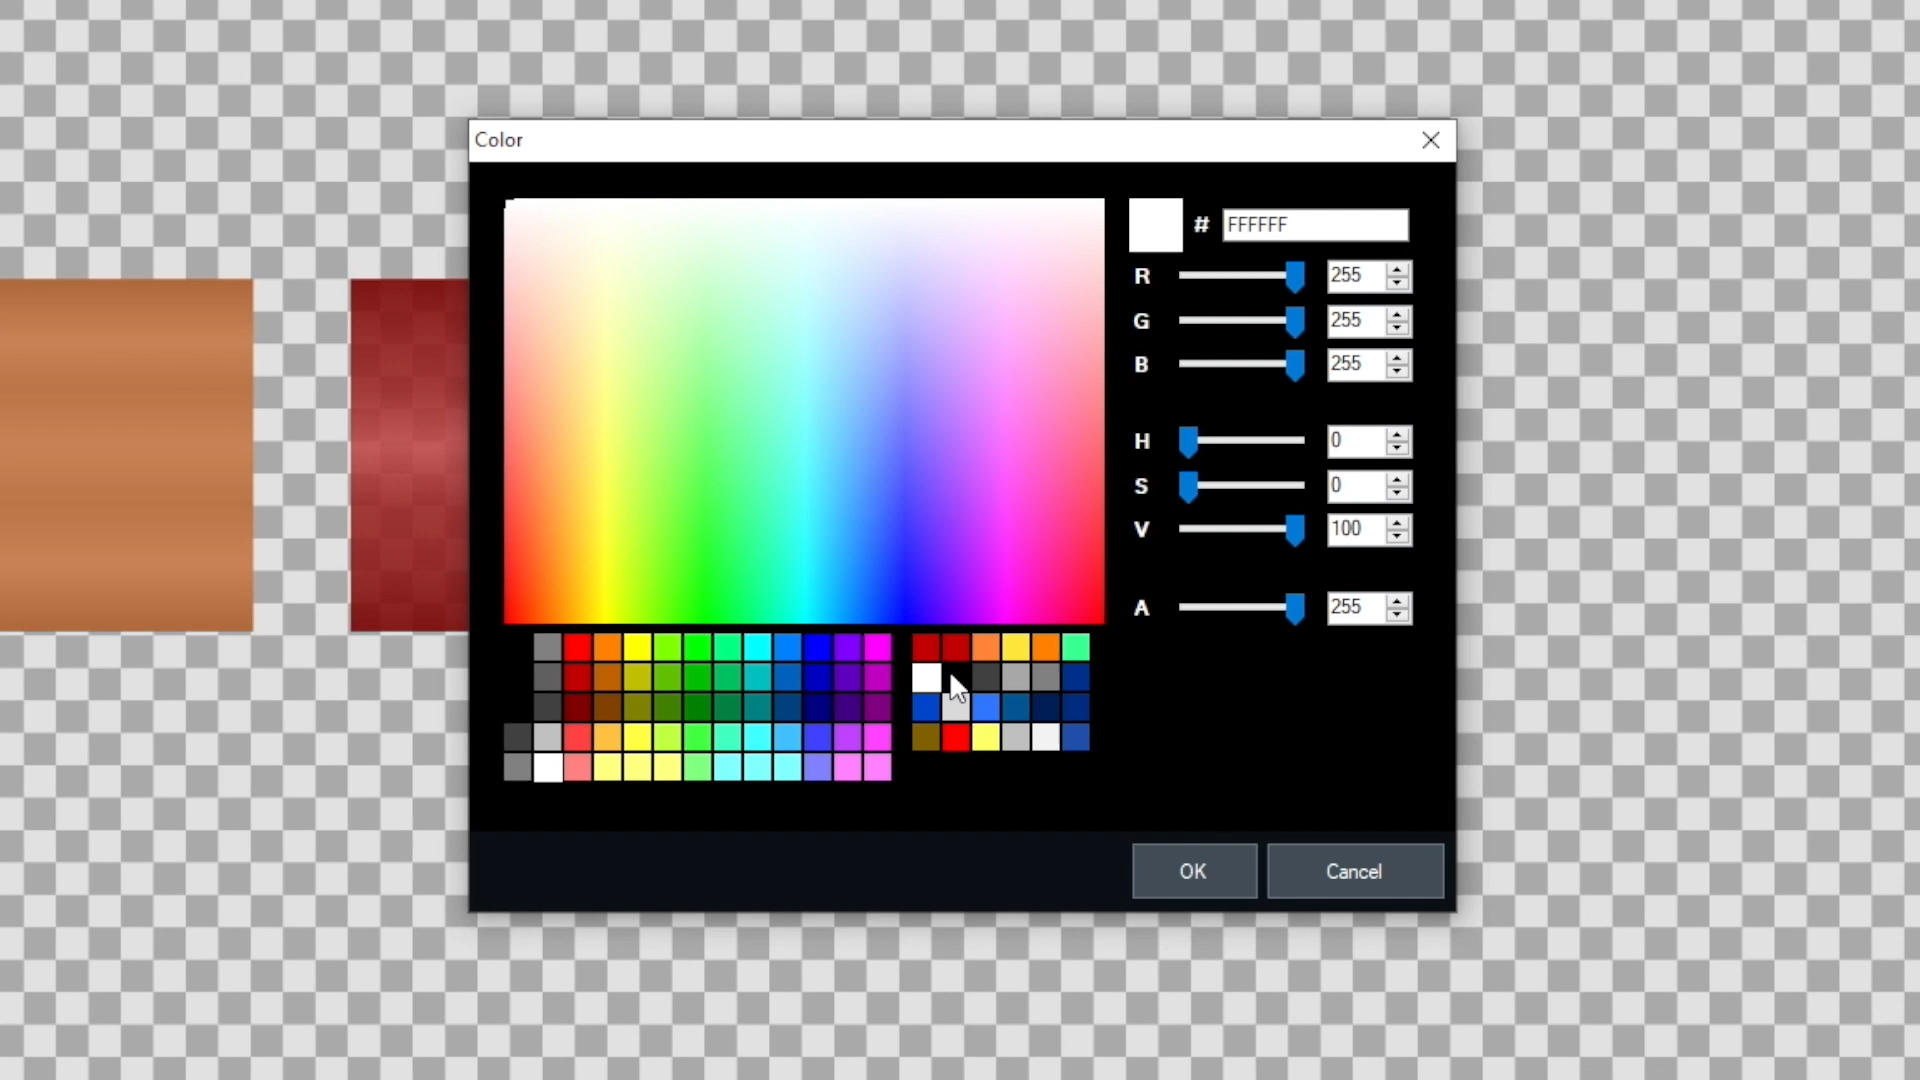 Color
# FFFFFF
R 255
G 255
B 255
H 0
S 0
V 100
A 255
OK Cancel